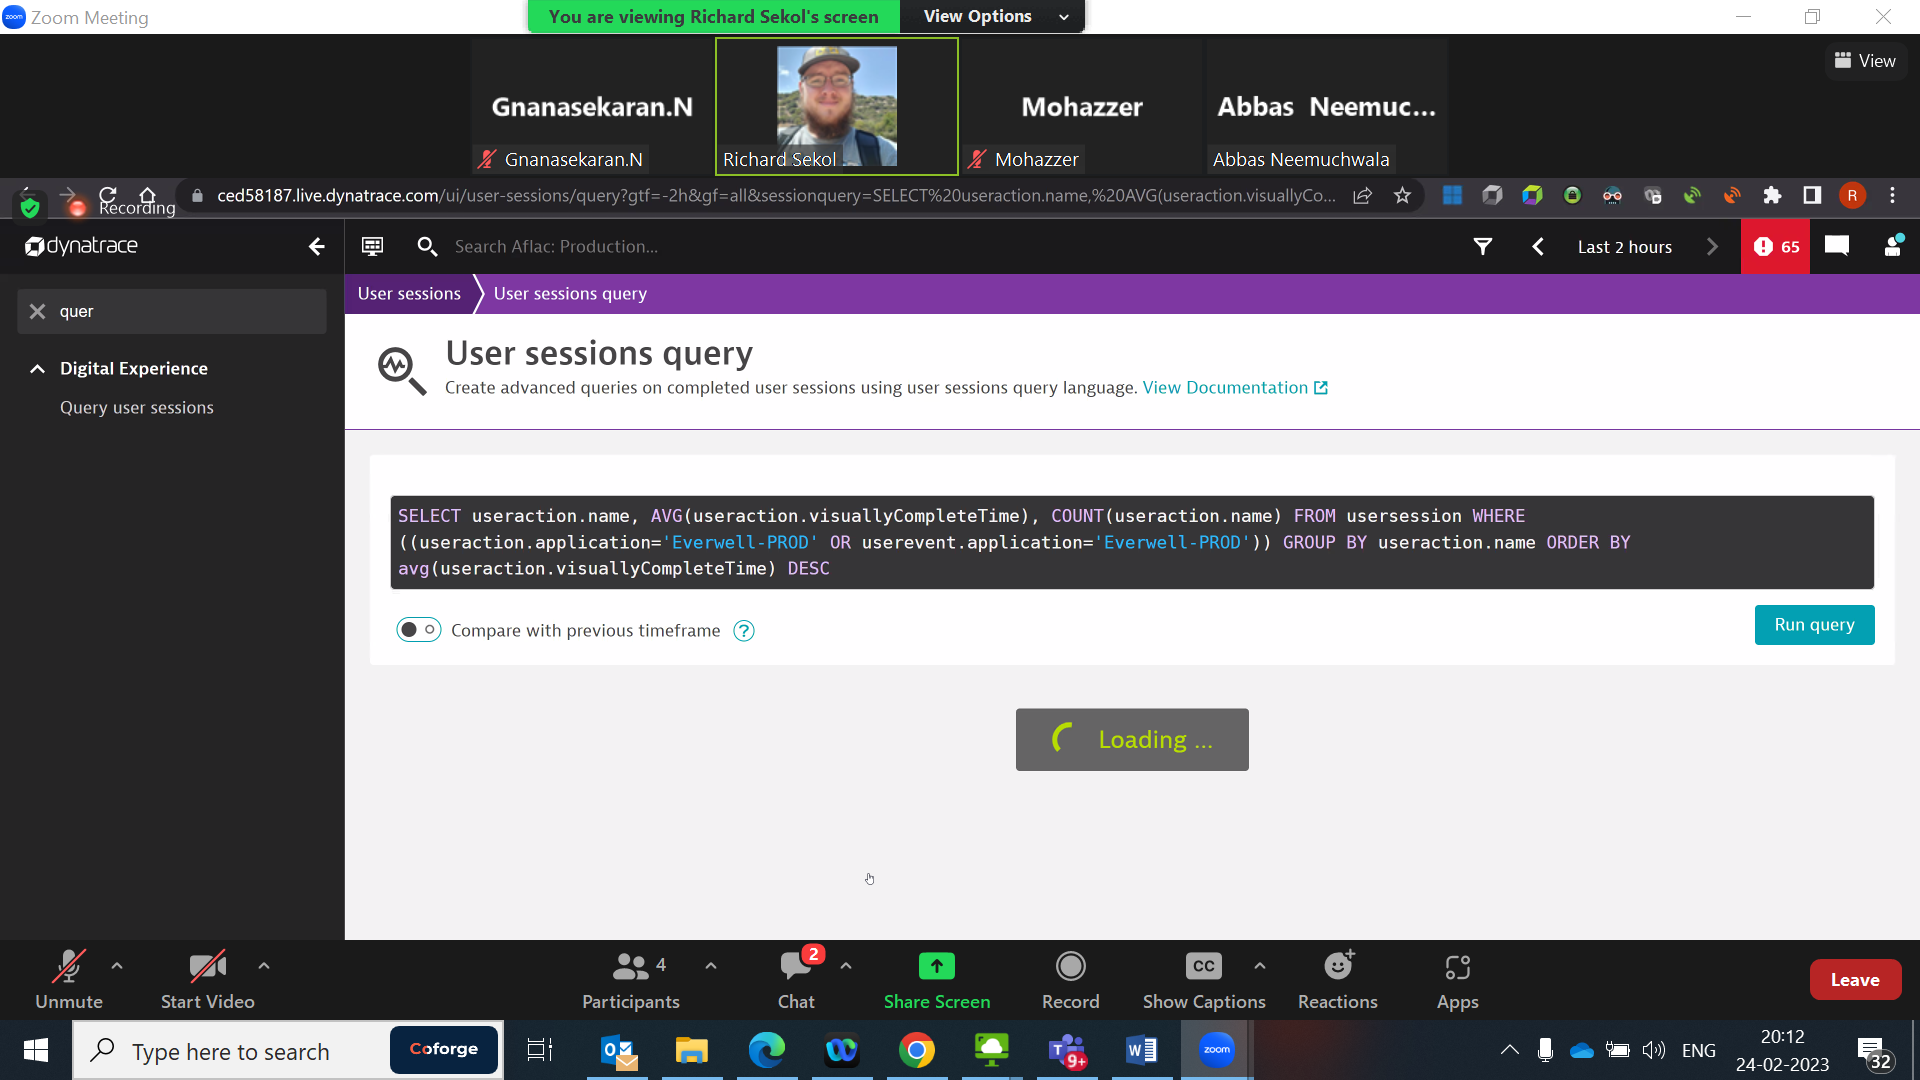 zoom Zoom Meeting
You are viewing Richard Sekol's screen View Options
View
Gnanasekaran.N Mohazzer Abbas Neemuc...
Gnanasekaran.N Richard Sekol Mohazzer Abbas Neemuchwala
Recording ced58187.live.dynatrace.com/ui/user-sessions/query?gtf=-2h&gf=all&sessionquery=SELECT%20useraction.name,%20AVG(useraction.visuallyCo... R
dynatrace Search Aflac: Production... Last 2 hours 65
User sessions User sessions query
quer
Digital Experience
Query user sessions
User sessions query
Create advanced queries on completed user sessions using user sessions query language. View Documentation
SELECT useraction.name, AVG(useraction.visuallyCompleteTime), COUNT(useraction.name) FROM usersession WHERE
((useraction.application='Everwell-PROD' OR userevent.application='Everwell-PROD')) GROUP BY useraction.name ORDER BY
avg(useraction.visuallyCompleteTime) DESC
Compare with previous timeframe ? Run query
Loading ...
4 2 CC
Unmute Start Video Participants Chat Share Screen Record Show Captions Reactions Apps Leave
Type here to search Coforge 9+ zoom ENG 20:12
24-02-2023 32